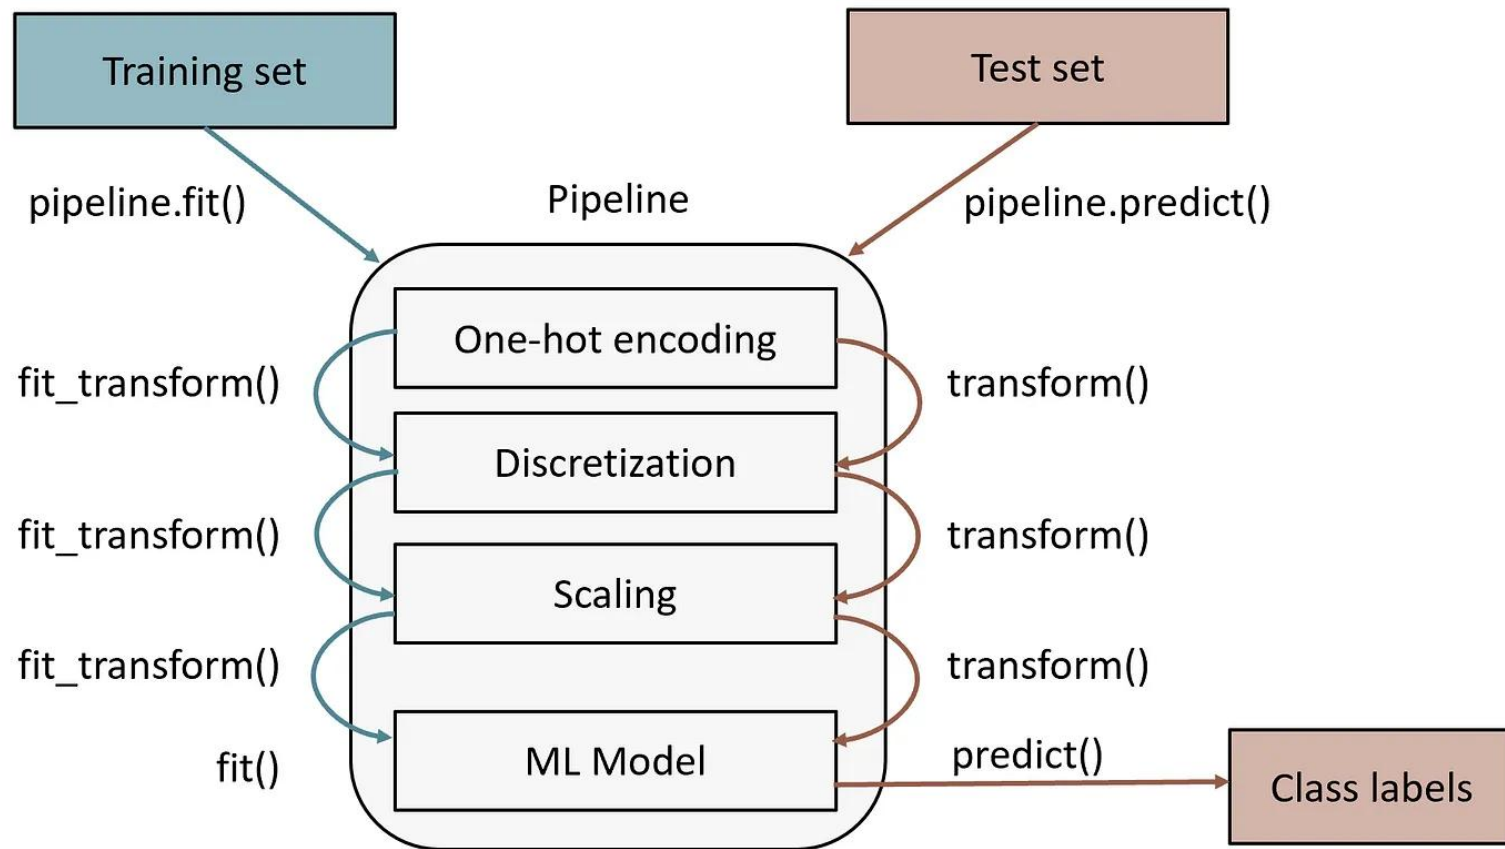 Training set
Test set
pipeline.fit()
Pipeline
pipeline.predict()
One-hot encoding
fit_transform()
transform()
Discretization
fit_transform()
transform()
Scaling
fit_transform()
transform()
fit()
ML Model
predict()
Class labels